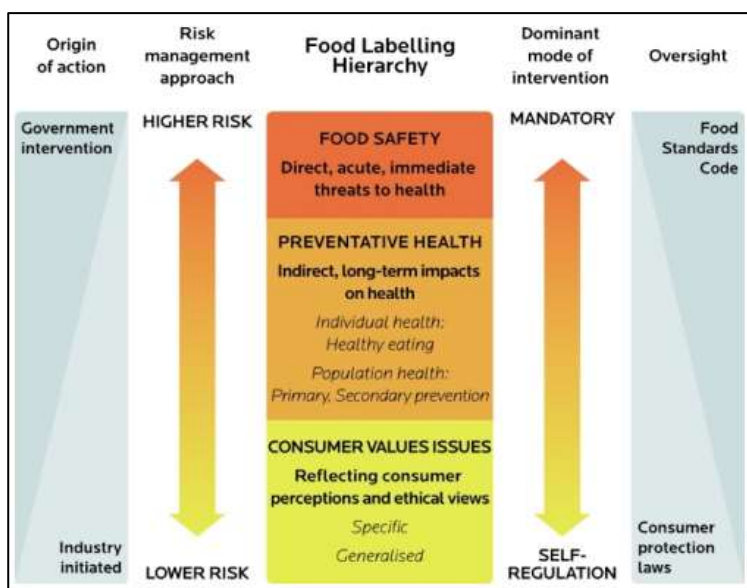 Origin
of action
Risk
management
approach
Food Labelling
Hierarchy
Dominant
mode of
intervention
Oversight
Government
intervention
HIGHER RISK
FOOD SAFETY
Direct, acute, immediate
threats to health
MANDATORY
Food
Standards
Code
PREVENTATIVE HEALTH
Indirect, long-term impacts
on health
Individual health:
Healthy eating
Population health:
Primary, Secondary prevention
CONSUMER VALUES ISSUES
Reflecting consumer
perceptions and ethical views
Specific
Generalised
Industry
initiated
LOWER RISK
SELF-
REGULATION
Consumer
protection
laws